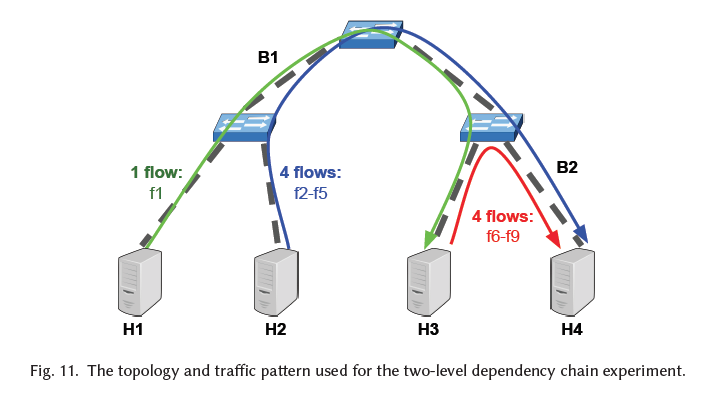 B1
1 flow:
f1
4 flows:
f2-f5
B2
4 flows:
f6-f9
H1
H2
H3
H4
Fig. 11. The topology and traffic pattern used for the two-level dependency chain experiment.